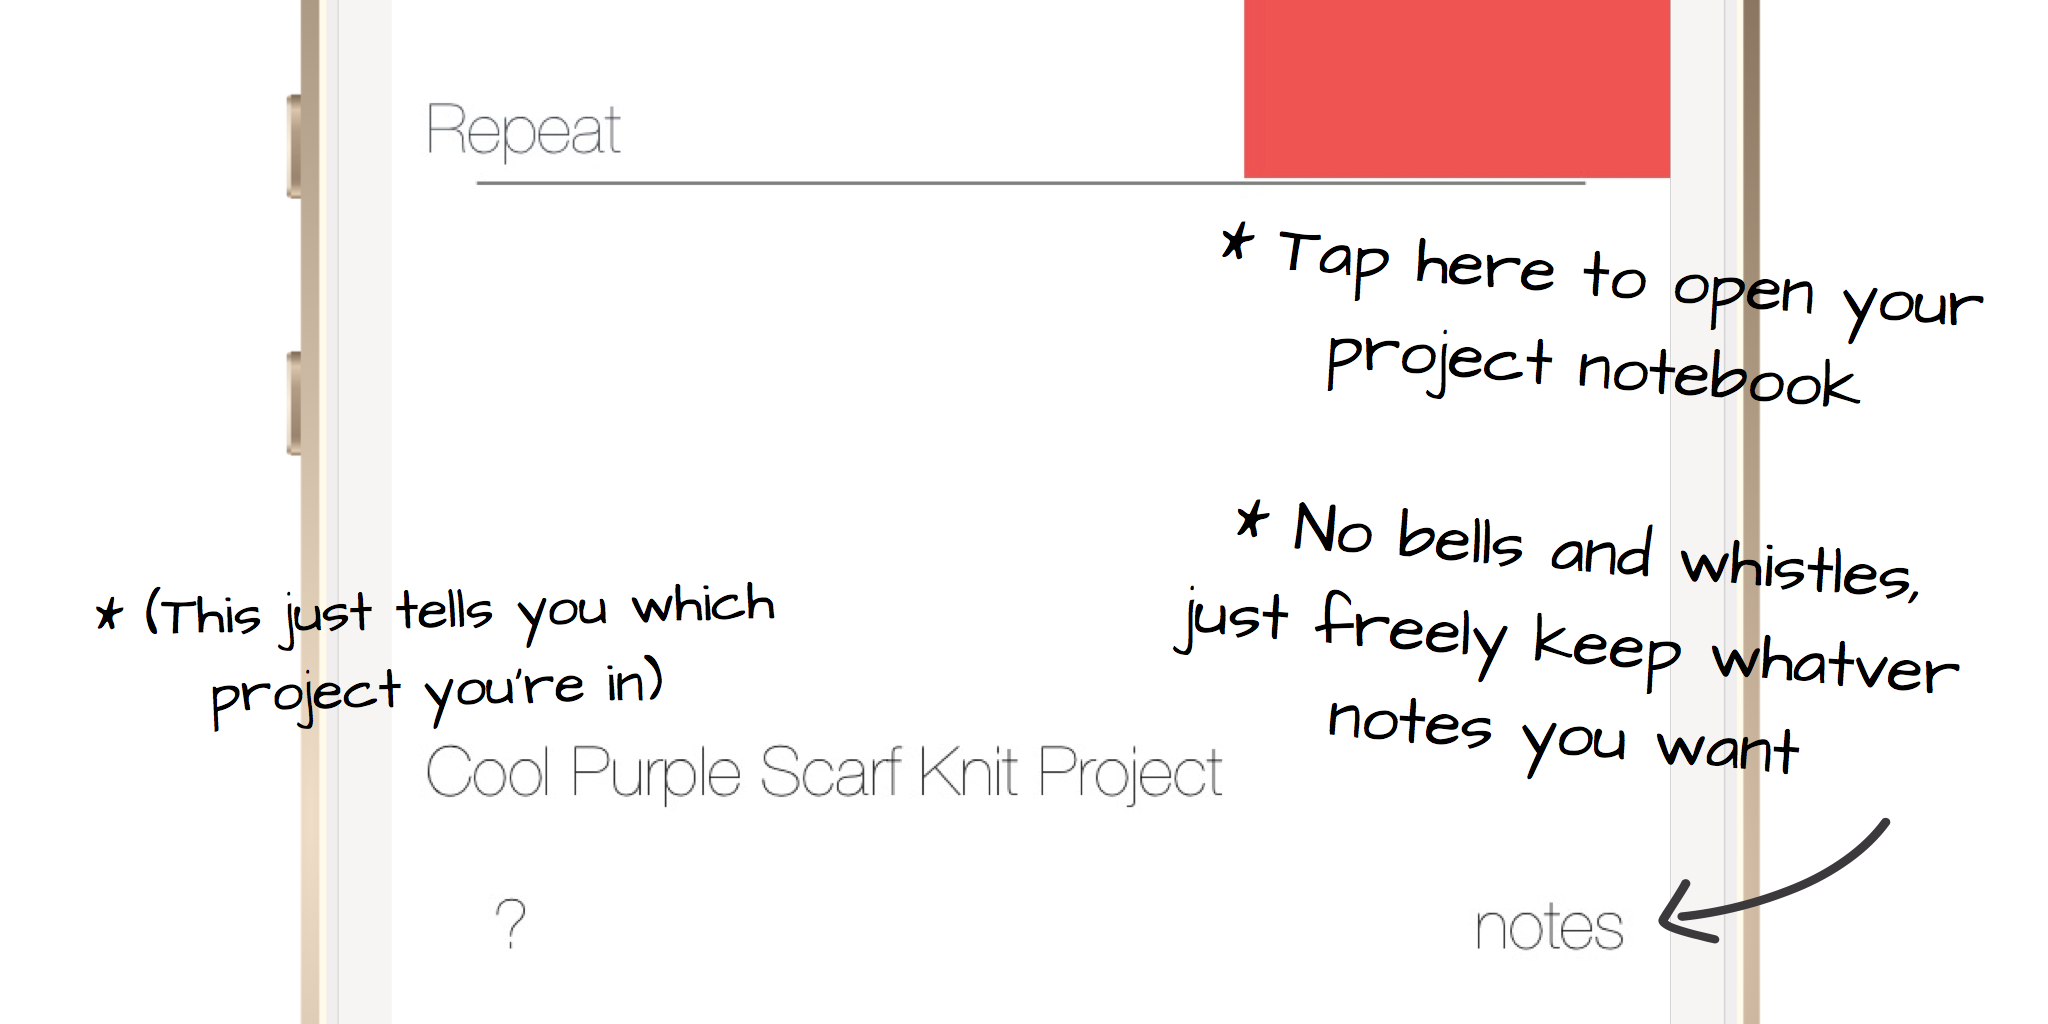 Repeat
* Tap here to open your
project notebook
* No bells and whistles,
just freely keep whatver
notes you want
* (This just tells you which
project you're in)
Cool Purple Scarf Knit Project
?
notes